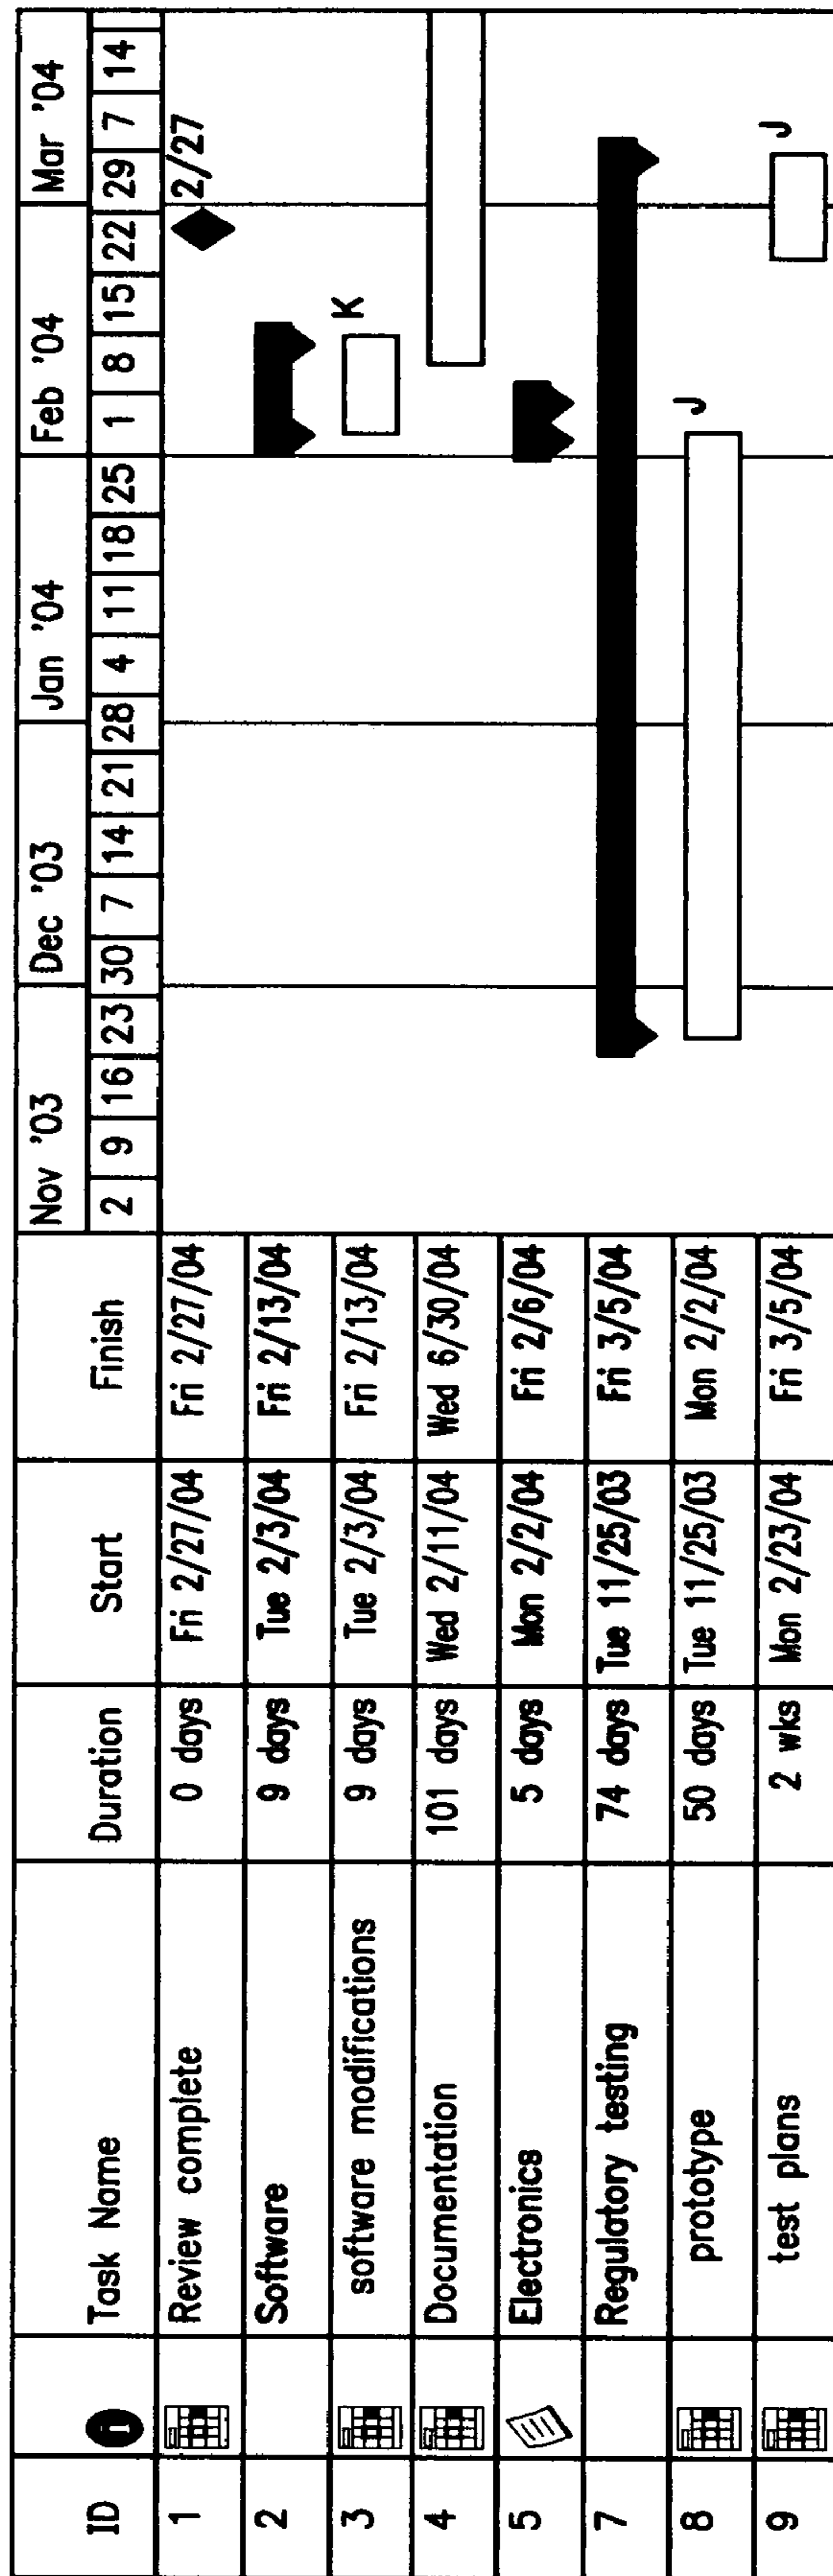 ID Task Name Duration Start Finish Nov '03 Dec '03 Jan '04 Feb '04 Mar '04
2 9 16 23 30 7 14 21 28 4 11 18 25 1 8 15 22 29 7 14
1 Review complete 0 days Fri 2/27/04 Fri 2/27/04 2/27
2 Software 9 days Tue 2/3/04 Fri 2/13/04
3 software modifications 9 days Tue 2/3/04 Fri 2/13/04 K
4 Documentation 101 days Wed 2/11/04 Wed 6/30/04
5 Electronics 5 days Mon 2/2/04 Fri 2/6/04
7 Regulatory testing 74 days Tue 11/25/03 Fri 3/5/04
8 prototype 50 days Tue 11/25/03 Mon 2/2/04 J
9 test plans 2 wks Mon 2/23/04 Fri 3/5/04 J